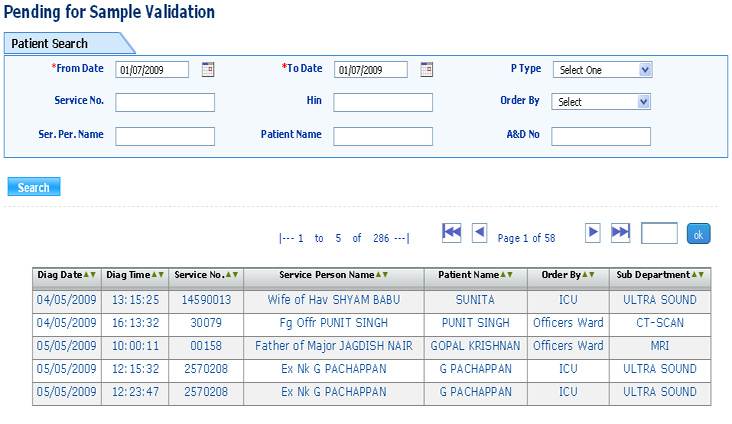 Pending for Sample Validation
Patient Search
*From Date 01/07/2009 *To Date 01/07/2009 P Type Select One
Service No. Hin Order By Select
Ser. Per. Name Patient Name A&D No
Search
|--- 1 to 5 of 286 ---| Page 1 of 58 ok
Diag Date Diag Time Service No. Service Person Name Patient Name Order By Sub Department
04/05/2009 13:15:25 14590013 Wife of Hav SHYAM BABU SUNITA ICU ULTRA SOUND
04/05/2009 16:13:32 30079 Fg Offr PUNIT SINGH PUNIT SINGH Officers Ward CT-SCAN
05/05/2009 10:00:11 00158 Father of Major JAGDISH NAIR GOPAL KRISHNAN Officers Ward MRI
05/05/2009 12:15:32 2570208 Ex Nk G PACHAPPAN G PACHAPPAN ICU ULTRA SOUND
05/05/2009 12:23:47 2570208 Ex Nk G PACHAPPAN G PACHAPPAN ICU ULTRA SOUND